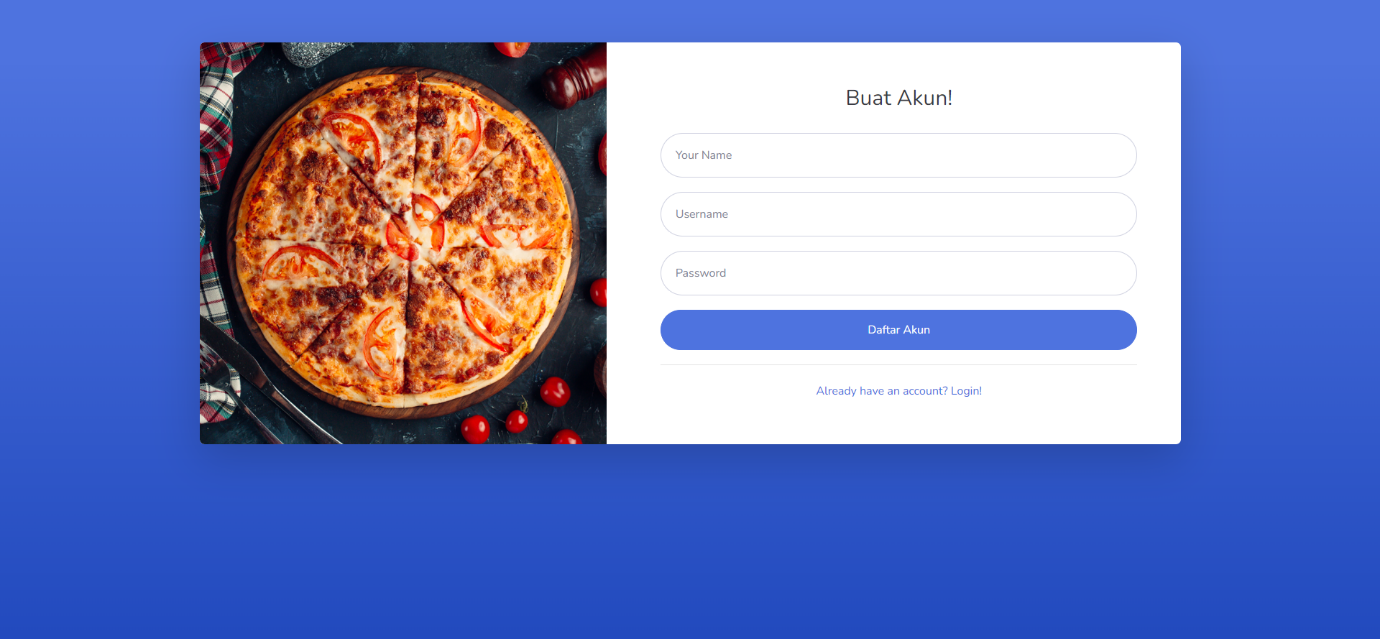 Buat Akun!
Your Name
Username
Password
Daftar Akun
Already have an account? Login!